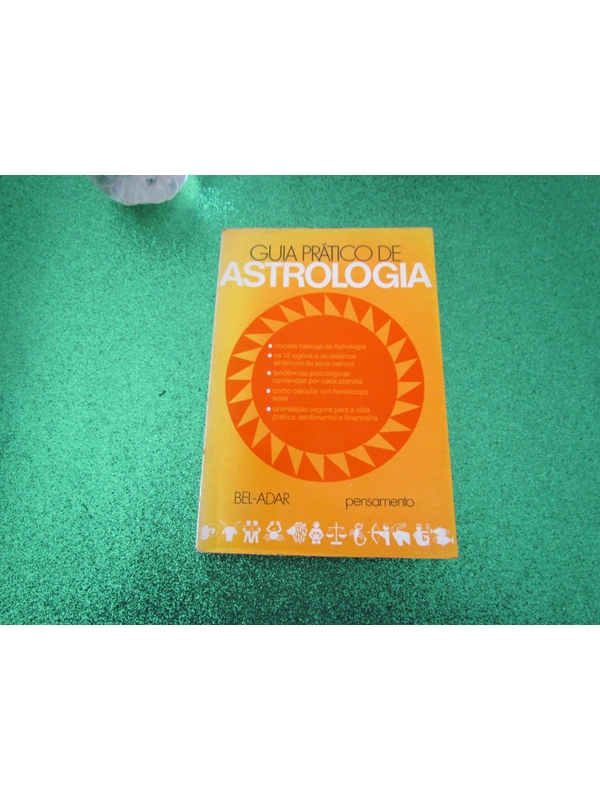 GUIA PRÁTICO DE
ASTROLOGIA
noções básicas de Astrologia
os 12 signos e os destinos
sintéticos de seus nativos
tendências psicológicas
conferidas por cada planeta
como calcular um horóscopo
solar
orientação segura para a vida
prática, sentimental e financeira
BEL-ADAR
pensamento